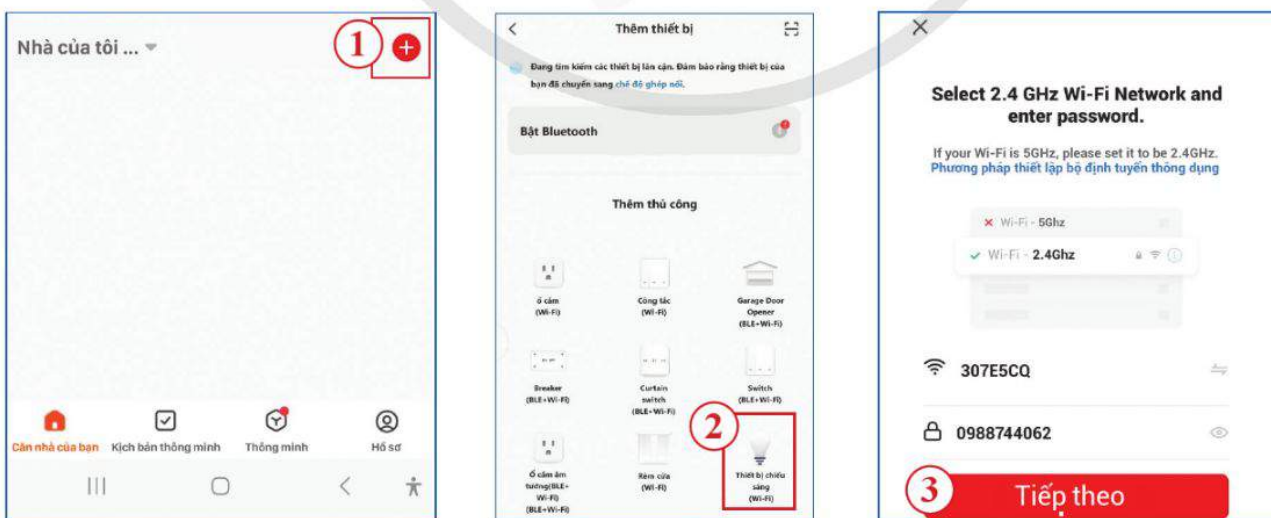 Nhà của tôi ...
1
Căn nhà của bạn
Kịch bản thông minh
Thông minh
Hồ sơ
Thêm thiết bị
Đang tìm kiếm các thiết bị lân cận. Đảm bảo rằng thiết bị của
bạn đã chuyển sang chế độ ghép nối.
Bật Bluetooth
Thêm thủ công
ổ cắm
(Wi-Fi)
Công tắc
(Wi-Fi)
Garage Door
Opener
(BLE+Wi-Fi)
Breaker
(BLE+Wi-Fi)
Curtain
switch
(BLE+Wi-Fi)
Switch
(BLE+Wi-Fi)
2
Ổ cắm âm
tường(BLE+
Wi-Fi)
(BLE+Wi-Fi)
Rèm cửa
(Wi-Fi)
Thiết bị chiếu
sáng
(Wi-Fi)
Select 2.4 GHz Wi-Fi Network and
enter password.
If your Wi-Fi is 5GHz, please set it to be 2.4GHz.
Phương pháp thiết lập bộ định tuyến thông dụng
Wi-Fi - 5Ghz
Wi-Fi - 2.4Ghz
307E5CQ
0988744062
3
Tiếp theo